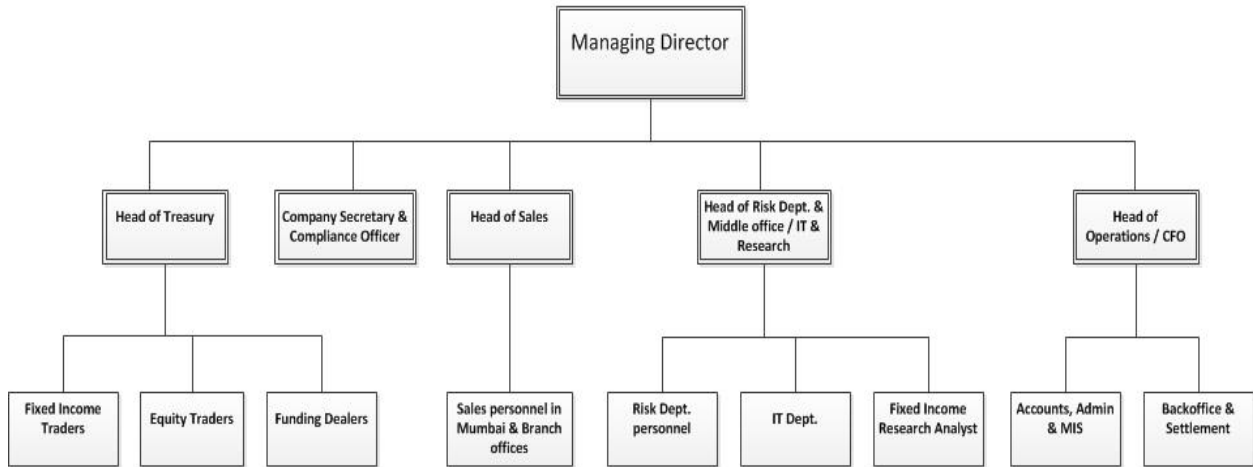 Managing Director
Head of Treasury
Company Secretary &
Compliance Officer
Head of Sales
Head of Risk Dept. &
Middle office / IT &
Research
Head of
Operations / CFO
Fixed Income
Traders
Equity Traders
Funding Dealers
Sales personnel in
Mumbai & Branch
offices
Risk Dept.
personnel
IT Dept.
Fixed Income
Research Analyst
Accounts, Admin
& MIS
Backoffice &
Settlement